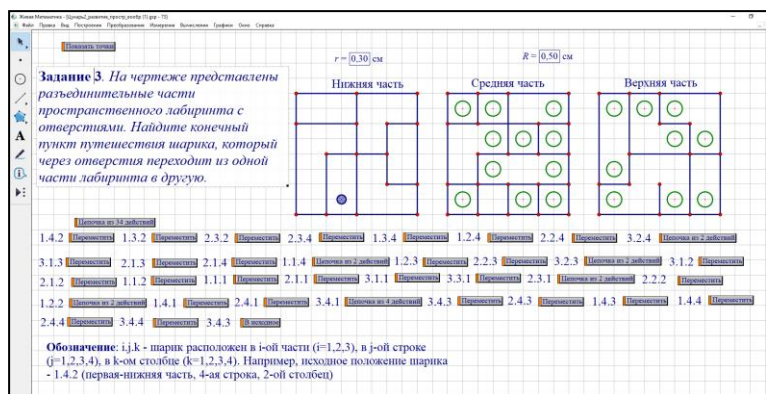 Живая Математика - [Цукарь2_развитие_простр_вообр (1).gsp - 73]
Файл Правка Вид Построения Преобразования Измерения Вычисления Графики Окно Справка
Показать точки
r = 0,30 см
R = 0,50 см
Задание 3. На чертеже представлены
разъединительные части
пространственного лабиринта с
отверстиями. Найдите конечный
пункт путешествия шарика, который
через отверстия переходит из одной
части лабиринта в другую.
Нижняя часть
Средняя часть
Верхняя часть
Цепочка из 34 действий
1.4.2 Переместить 1.3.2 Переместить 2.3.2 Переместить 2.3.4 Переместить 1.3.4 Переместить 1.2.4 Переместить 2.2.4 Переместить 3.2.4 Цепочка из 2 действий
3.1.3 Переместить 2.1.3 Переместить 2.1.4 Переместить 1.1.4 Цепочка из 2 действий 1.2.3 Переместить 2.2.3 Переместить 3.2.3 Цепочка из 2 действий 3.1.2 Переместить
2.1.2 Переместить 1.1.2 Переместить 1.1.1 Переместить 2.1.1 Переместить 3.1.1 Переместить 3.3.1 Переместить 2.3.1 Цепочка из 2 действий 2.2.2 Переместить
1.2.2 Цепочка из 2 действий 1.4.1 Переместить 2.4.1 Переместить 3.4.1 Цепочка из 4 действий 3.4.3 Переместить 2.4.3 Переместить 1.4.3 Переместить 1.4.4 Переместить
2.4.4 Переместить 3.4.4 Переместить 3.4.3 В исходное
Обозначение: i.j.k - шарик расположен в i-ой части (i=1,2,3), в j-ой строке
(j=1,2,3,4), в k-ом столбце (k=1,2,3,4). Например, исходное положение шарика
- 1.4.2 (первая-нижняя часть, 4-ая строка, 2-ой столбец)